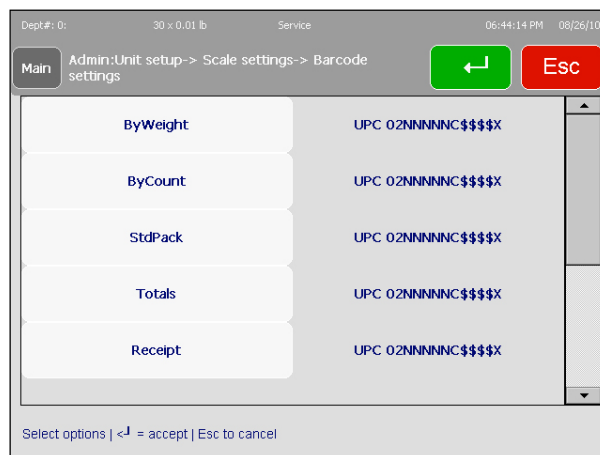 Dept#: 0: 30 x 0.01 lb Service 06:44:14 PM 08/26/10
Main Admin:Unit setup-> Scale settings-> Barcode
settings
Esc
ByWeight UPC 02NNNNNC$$$$X
ByCount UPC 02NNNNNC$$$$X
StdPack UPC 02NNNNNC$$$$X
Totals UPC 02NNNNNC$$$$X
Receipt UPC 02NNNNNC$$$$X
Select options | <┘ = accept | Esc to cancel